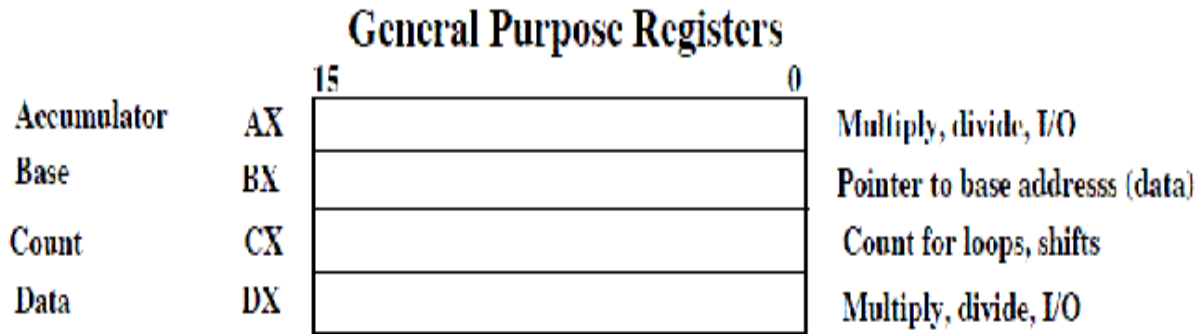 General Purpose Registers
15 0
Accumulator AX Multiply, divide, I/O
Base BX Pointer to base addresss (data)
Count CX Count for loops, shifts
Data DX Multiply, divide, I/O